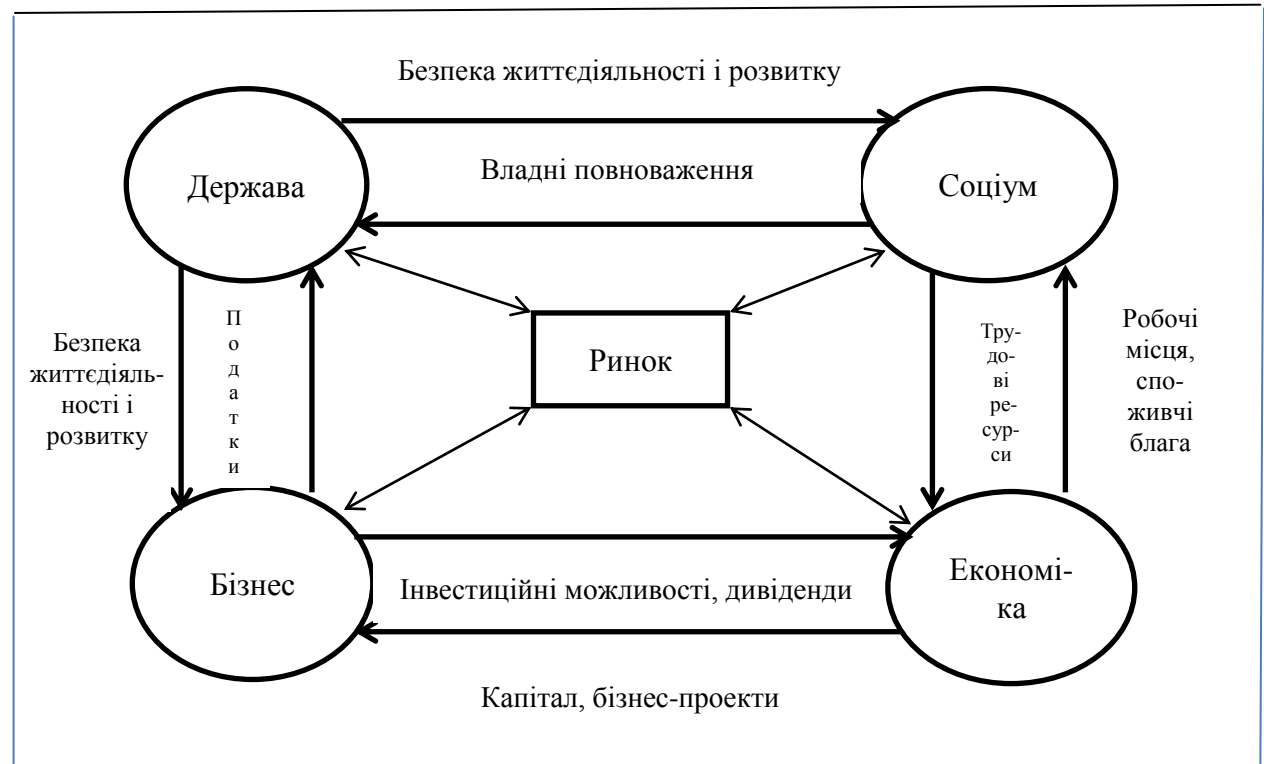 Безпека життєдіяльності і розвитку
Владні повноваження
Держава
Соціум
Безпека
життєдіяль-
ності і
розвитку
П
о
д
а
т
к
и
Ринок
Тру-
до-
ві
ре-
сур-
си
Робочі
місця,
спо-
живчі
блага
Бізнес
Інвестиційні можливості, дивіденди
Економі-
ка
Капітал, бізнес-проекти